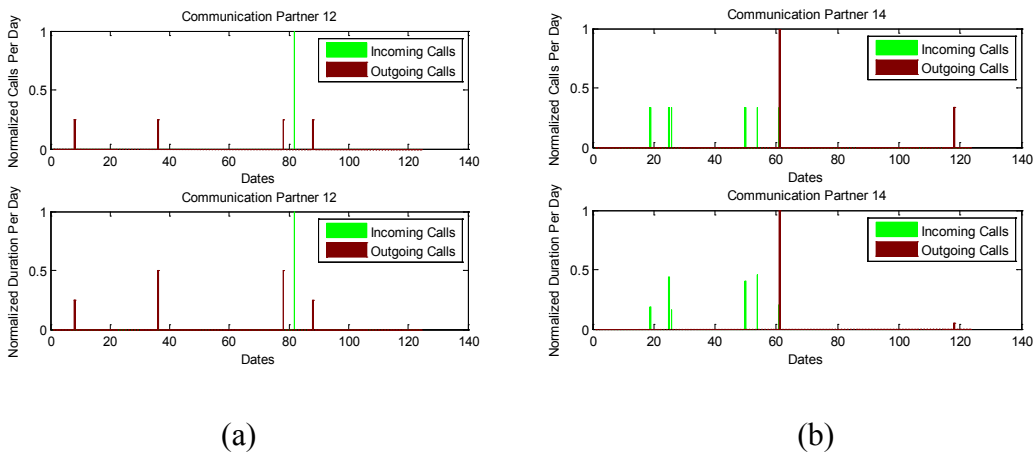 Communication Partner 12
Normalized Calls Per Day
1
0.5
0
Incoming Calls
Outgoing Calls
0 20 40 60 80 100 120 140
Dates
Communication Partner 12
Normalized Duration Per Day
1
0.5
0
Incoming Calls
Outgoing Calls
0 20 40 60 80 100 120 140
Dates
(a)
Communication Partner 14
Normalized Calls Per Day
1
0.5
0
Incoming Calls
Outgoing Calls
0 20 40 60 80 100 120 140
Dates
Communication Partner 14
Normalized Duration Per Day
1
0.5
0
Incoming Calls
Outgoing Calls
0 20 40 60 80 100 120 140
Dates
(b)